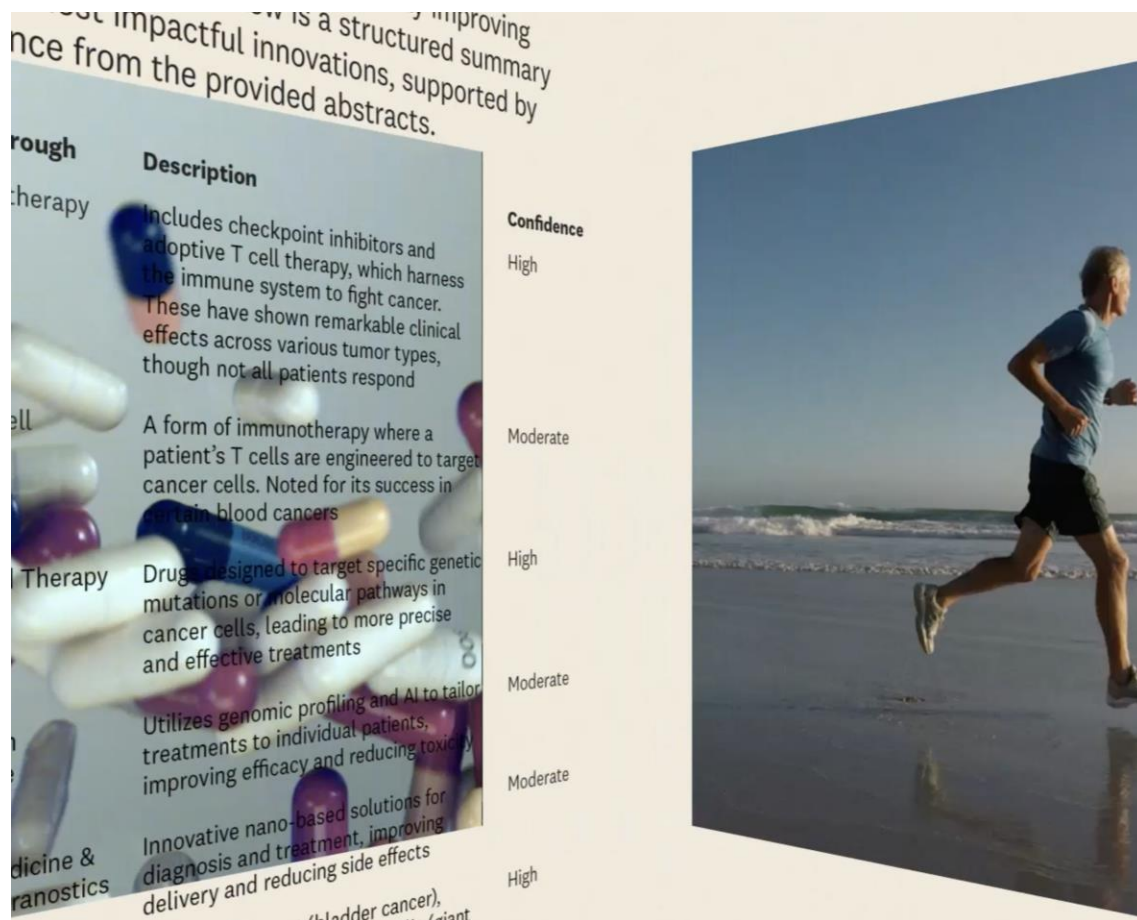 improving
is a structured summary
impactful innovations, supported by
from the provided abstracts.
Description
Confidence
therapy
Includes checkpoint inhibitors and
adoptive T cell therapy, which harness
the immune system to fight cancer.
These have shown remarkable clinical
effects across various tumor types,
though not all patients respond
High
A form of immunotherapy where a
patient's T cells are engineered to target
cancer cells. Noted for its success in
certain blood cancers
Moderate
Therapy
Drugs designed to target specific genetic
mutations or molecular pathways in
cancer cells, leading to more precise
and effective treatments
High
Utilizes genomic profiling and AI to tailor
treatments to individual patients,
improving efficacy and reducing toxicity
Moderate
&
Innovative nano-based solutions for
diagnosis and treatment, improving
delivery and reducing side effects
Moderate
(bladder cancer),
High